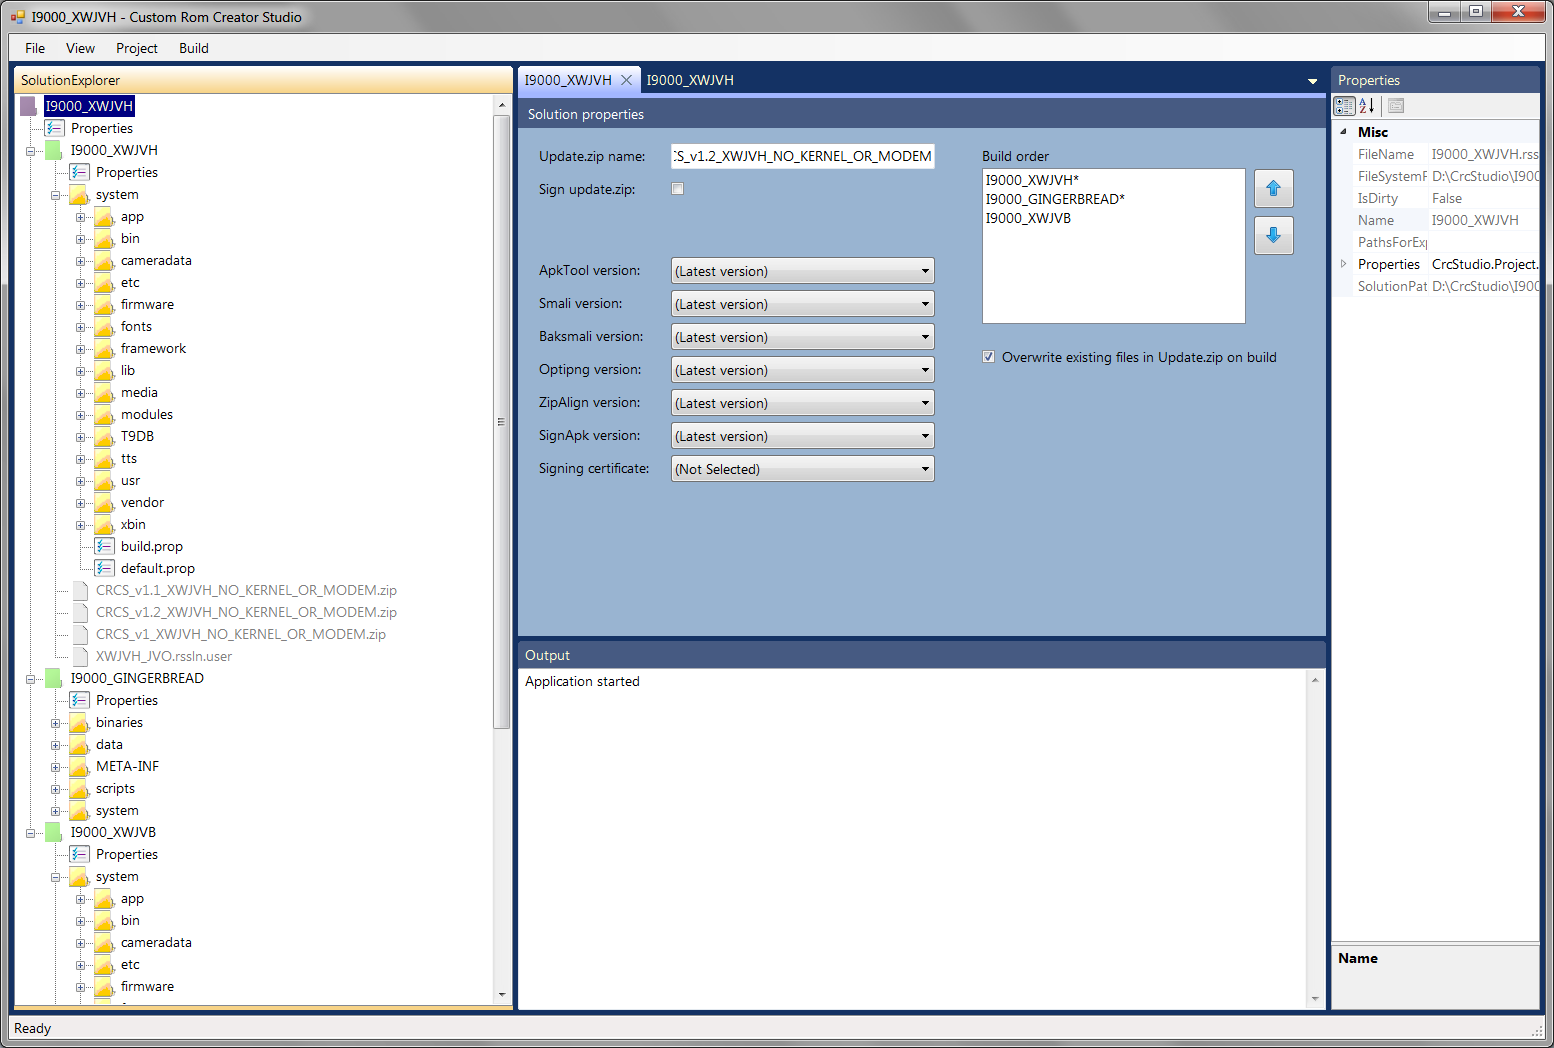 I9000_XWJVH - Custom Rom Creator Studio
File View Project Build
SolutionExplorer
I9000_XWJVH
Properties
I9000_XWJVH
Properties
system
app
bin
cameradata
etc
firmware
fonts
framework
lib
media
modules
T9DB
tts
usr
vendor
xbin
build.prop
default.prop
CRCS_v1.1_XWJVH_NO_KERNEL_OR_MODEM.zip
CRCS_v1.2_XWJVH_NO_KERNEL_OR_MODEM.zip
CRCS_v1_XWJVH_NO_KERNEL_OR_MODEM.zip
XWJVH_JVO.rssln.user
I9000_GINGERBREAD
Properties
binaries
data
META-INF
scripts
system
I9000_XWJVB
Properties
system
app
bin
cameradata
etc
firmware
I9000_XWJVH I9000_XWJVH
Solution properties
Update.zip name: CS_v1.2_XWJVH_NO_KERNEL_OR_MODEM
Sign update.zip:
ApkTool version: (Latest version)
Smali version: (Latest version)
Baksmali version: (Latest version)
Optipng version: (Latest version)
ZipAlign version: (Latest version)
SignApk version: (Latest version)
Signing certificate: (Not Selected)
Build order
I9000_XWJVH*
I9000_GINGERBREAD*
I9000_XWJVB
Overwrite existing files in Update.zip on build
Output
Application started
Properties
Misc
FileName I9000_XWJVH.rss
FileSystemP D:\CrcStudio\I900
IsDirty False
Name I9000_XWJVH
PathsForExp
Properties CrcStudio.Project.
SolutionPat D:\CrcStudio\I900
Name
Ready